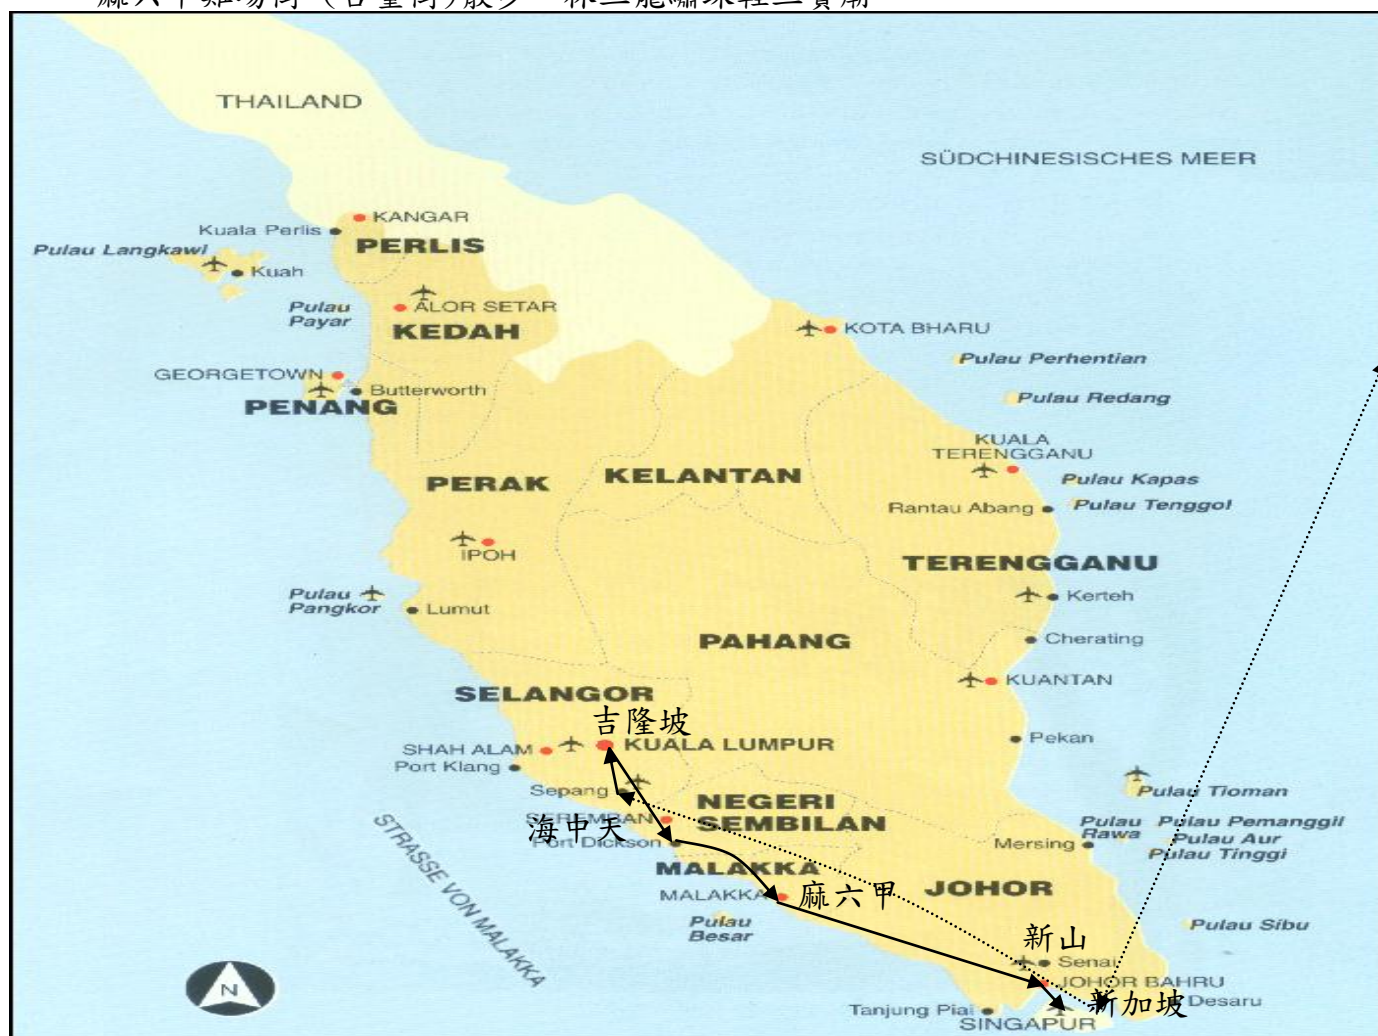 THAILAND
SÜDCHINESISCHES MEER
KANGAR
Kuala Perlis
PERLIS
Pulau Langkawi
Kuah
Pulau
Payar
ALOR SETAR
KEDAH
KOTA BHARU
Pulau Perhentian
GEORGETOWN
Butterworth
PENANG
Pulau Redang
KUALA
TERENGGANU
PERAK
KELANTAN
Pulau Kapas
Rantau Abang
Pulau Tenggol
IPOH
TERENGGANU
Pulau
Pangkor
Lumut
Kerteh
PAHANG
Cherating
SELANGOR
KUANTAN
吉隆坡
SHAH ALAM
KUALA LUMPUR
Pekan
Port Klang
Sepang
NEGERI
SEMBILAN
Pulau Tioman
SEREMBAN
海中天
Port Dickson
Pulau
Rawa
Pulau Pemanggil
Pulau Aur
Pulau Tinggi
Mersing
STRASSE VON MALAKKA
MALAKKA
MALAKKA
麻六甲
JOHOR
Pulau
Besar
Pulau Sibu
新山
Senai
N
JOHOR BAHRU
新加坡
Desaru
Tanjung Piai
SINGAPUR